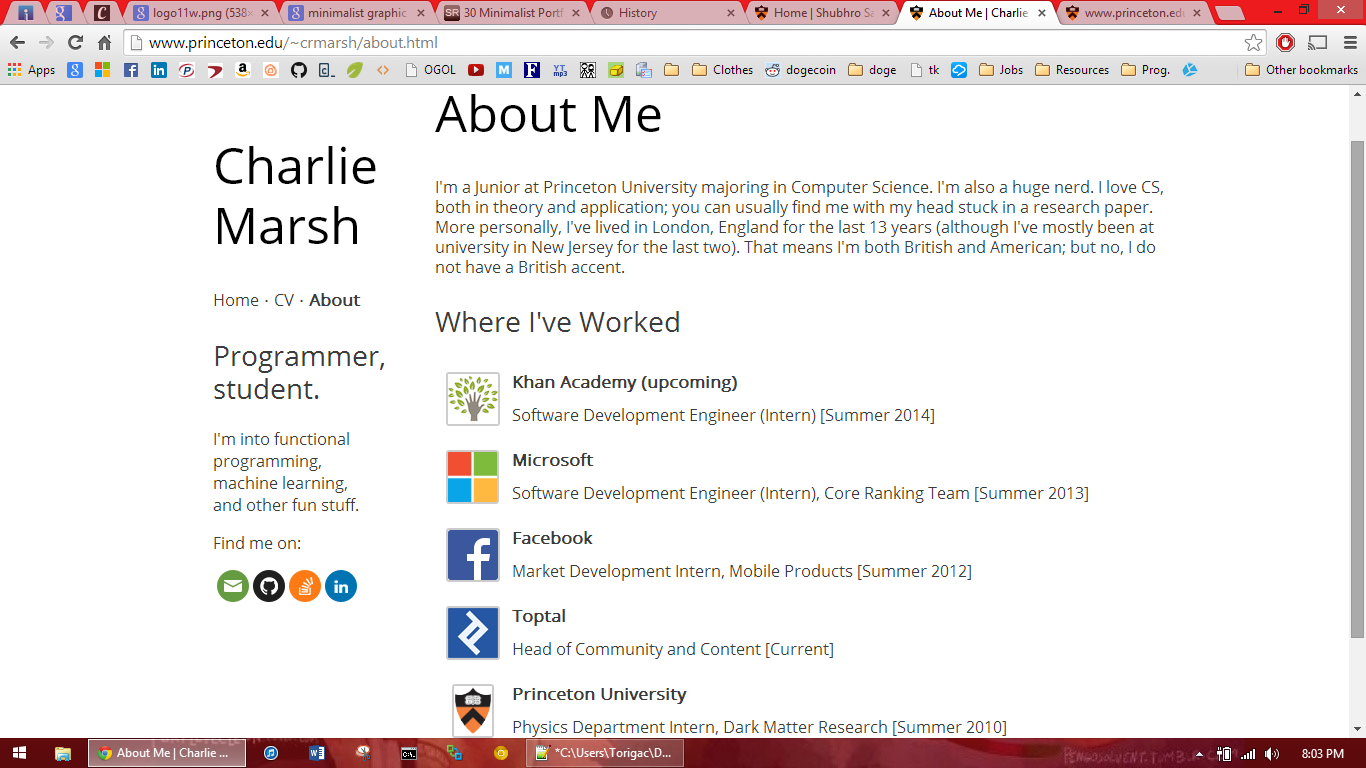 logo11w.png (538×
minimalist graphic
SR 30 Minimalist Portf
History
Home | Shubhro Sa
About Me | Charlie
www.princeton.edu
www.princeton.edu/~crmarsh/about.html
Apps
OGOL
Clothes
dogecoin
doge
tk
Jobs
Resources
Prog.
Other bookmarks
Charlie
Marsh
Home · CV · About
Programmer,
student.
I'm into functional
programming,
machine learning,
and other fun stuff.
Find me on:
About Me
I'm a Junior at Princeton University majoring in Computer Science. I'm also a huge nerd. I love CS,
both in theory and application; you can usually find me with my head stuck in a research paper.
More personally, I've lived in London, England for the last 13 years (although I've mostly been at
university in New Jersey for the last two). That means I'm both British and American; but no, I do
not have a British accent.
Where I've Worked
Khan Academy (upcoming)
Software Development Engineer (Intern) [Summer 2014]
Microsoft
Software Development Engineer (Intern), Core Ranking Team [Summer 2013]
Facebook
Market Development Intern, Mobile Products [Summer 2012]
Toptal
Head of Community and Content [Current]
Princeton University
Physics Department Intern, Dark Matter Research [Summer 2010]
About Me | Charlie ...
*C:\Users\Torigac\D...
8:03 PM